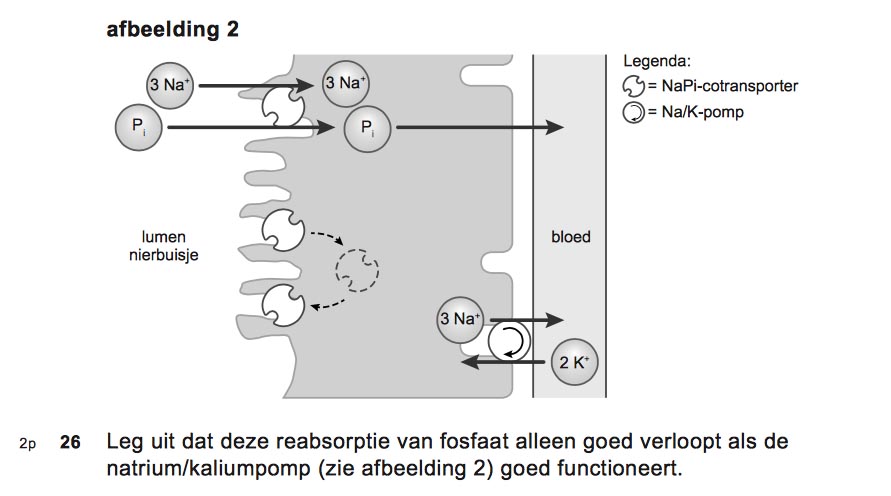 afbeelding 2
Legenda:
= NaPi-cotransporter
= Na/K-pomp
3 Na⁺
3 Na⁺
Pᵢ
Pᵢ
lumen
nierbuisje
bloed
3 Na⁺
2 K⁺
2p 26 Leg uit dat deze reabsorptie van fosfaat alleen goed verloopt als de
natrium/kaliumpomp (zie afbeelding 2) goed functioneert.